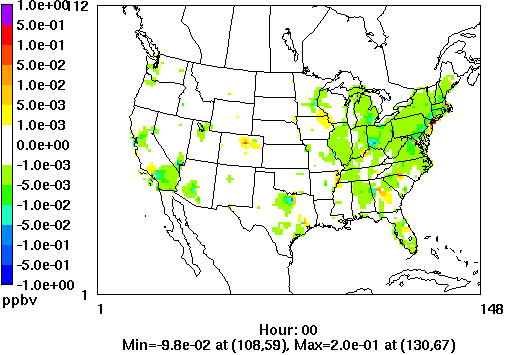 1.0e+00
5.0e-01
1.0e-01
5.0e-02
1.0e-02
5.0e-03
1.0e-03
0.0e+00
-1.0e-03
-5.0e-03
-1.0e-02
-5.0e-02
-1.0e-01
-5.0e-01
-1.0e+00
ppbv
112
1
1
148
Hour: 00
Min=-9.8e-02 at (108,59), Max=2.0e-01 at (130,67)